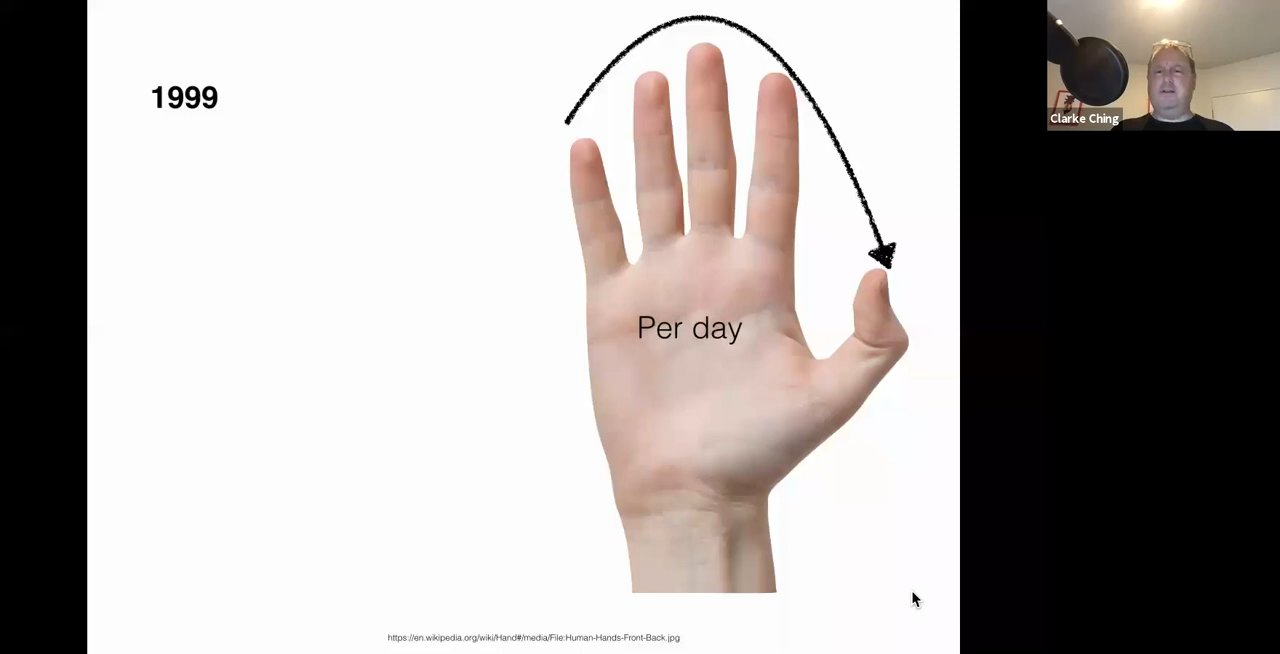 1999
Clarke Ching
Per day
https://en.wikipedia.org/wiki/Hand#/media/File:Human-Hands-Front-Back.jpg